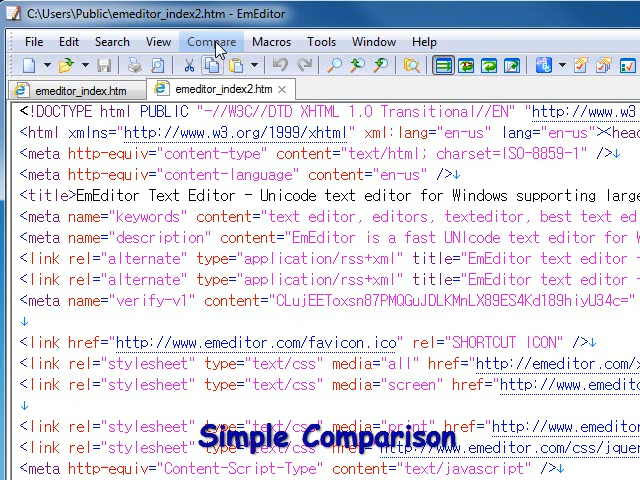 C:\Users\Public\emeditor_index2.htm - EmEditor
File Edit Search View Compare Macros Tools Window Help
emeditor_index.htm emeditor_index2.htm
<!DOCTYPE html PUBLIC "-//W3C//DTD XHTML 1.0 Transitional//EN" "http://www.w3
<html xmlns="http://www.w3.org/1999/xhtml" xml:lang="en-us" lang="en-us"><head
<meta http-equiv="content-type" content="text/html; charset=ISO-8859-1" />↓
<meta http-equiv="content-language" content="en-us" />↓
<title>EmEditor Text Editor - Unicode text editor for Windows supporting large
<meta name="keywords" content="text editor, editors, texteditor, best text ed
<meta name="description" content="EmEditor is a fast UNIcode text editor for W
<link rel="alternate" type="application/rss+xml" title="EmEditor text editor -
<link rel="alternate" type="application/rss+xml" title="EmEditor text editor -
<meta name="verify-v1" content="CLujEEToxsn87PMQGuJDLKMnLX89ES4Kd189hiyU34c="
↓
<link href="http://www.emeditor.com/favicon.ico" rel="SHORTCUT ICON" />↓
<link rel="stylesheet" type="text/css" media="all" href="http://emeditor.com/x
<link rel="stylesheet" type="text/css" media="screen" href="http://www.emedito
↓
<link rel="stylesheet" type="text/css" media="print" href="http://www.emeditor
<link rel="stylesheet" type="text/css" href="http://www.emeditor.com/css/jquer
<meta http-equiv="Content-Script-Type" content="text/javascript" />↓
Simple Comparison